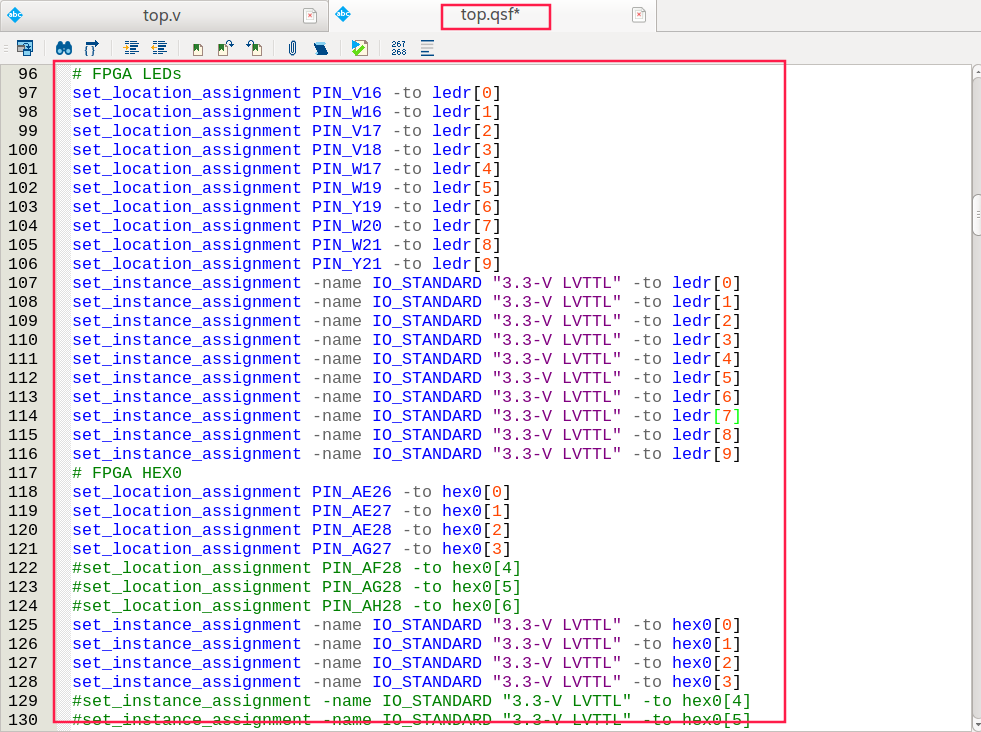 top.v
top.qsf*
267
268
96 # FPGA LEDs
97 set_location_assignment PIN_V16 -to ledr[0]
98 set_location_assignment PIN_W16 -to ledr[1]
99 set_location_assignment PIN_V17 -to ledr[2]
100 set_location_assignment PIN_V18 -to ledr[3]
101 set_location_assignment PIN_W17 -to ledr[4]
102 set_location_assignment PIN_W19 -to ledr[5]
103 set_location_assignment PIN_Y19 -to ledr[6]
104 set_location_assignment PIN_W20 -to ledr[7]
105 set_location_assignment PIN_W21 -to ledr[8]
106 set_location_assignment PIN_Y21 -to ledr[9]
107 set_instance_assignment -name IO_STANDARD "3.3-V LVTTL" -to ledr[0]
108 set_instance_assignment -name IO_STANDARD "3.3-V LVTTL" -to ledr[1]
109 set_instance_assignment -name IO_STANDARD "3.3-V LVTTL" -to ledr[2]
110 set_instance_assignment -name IO_STANDARD "3.3-V LVTTL" -to ledr[3]
111 set_instance_assignment -name IO_STANDARD "3.3-V LVTTL" -to ledr[4]
112 set_instance_assignment -name IO_STANDARD "3.3-V LVTTL" -to ledr[5]
113 set_instance_assignment -name IO_STANDARD "3.3-V LVTTL" -to ledr[6]
114 set_instance_assignment -name IO_STANDARD "3.3-V LVTTL" -to ledr[7]
115 set_instance_assignment -name IO_STANDARD "3.3-V LVTTL" -to ledr[8]
116 set_instance_assignment -name IO_STANDARD "3.3-V LVTTL" -to ledr[9]
117 # FPGA HEX0
118 set_location_assignment PIN_AE26 -to hex0[0]
119 set_location_assignment PIN_AE27 -to hex0[1]
120 set_location_assignment PIN_AE28 -to hex0[2]
121 set_location_assignment PIN_AG27 -to hex0[3]
122 #set_location_assignment PIN_AF28 -to hex0[4]
123 #set_location_assignment PIN_AG28 -to hex0[5]
124 #set_location_assignment PIN_AH28 -to hex0[6]
125 set_instance_assignment -name IO_STANDARD "3.3-V LVTTL" -to hex0[0]
126 set_instance_assignment -name IO_STANDARD "3.3-V LVTTL" -to hex0[1]
127 set_instance_assignment -name IO_STANDARD "3.3-V LVTTL" -to hex0[2]
128 set_instance_assignment -name IO_STANDARD "3.3-V LVTTL" -to hex0[3]
129 #set_instance_assignment -name IO_STANDARD "3.3-V LVTTL" -to hex0[4]
130 #set_instance_assignment -name IO_STANDARD "3.3-V LVTTL" -to hex0[5]